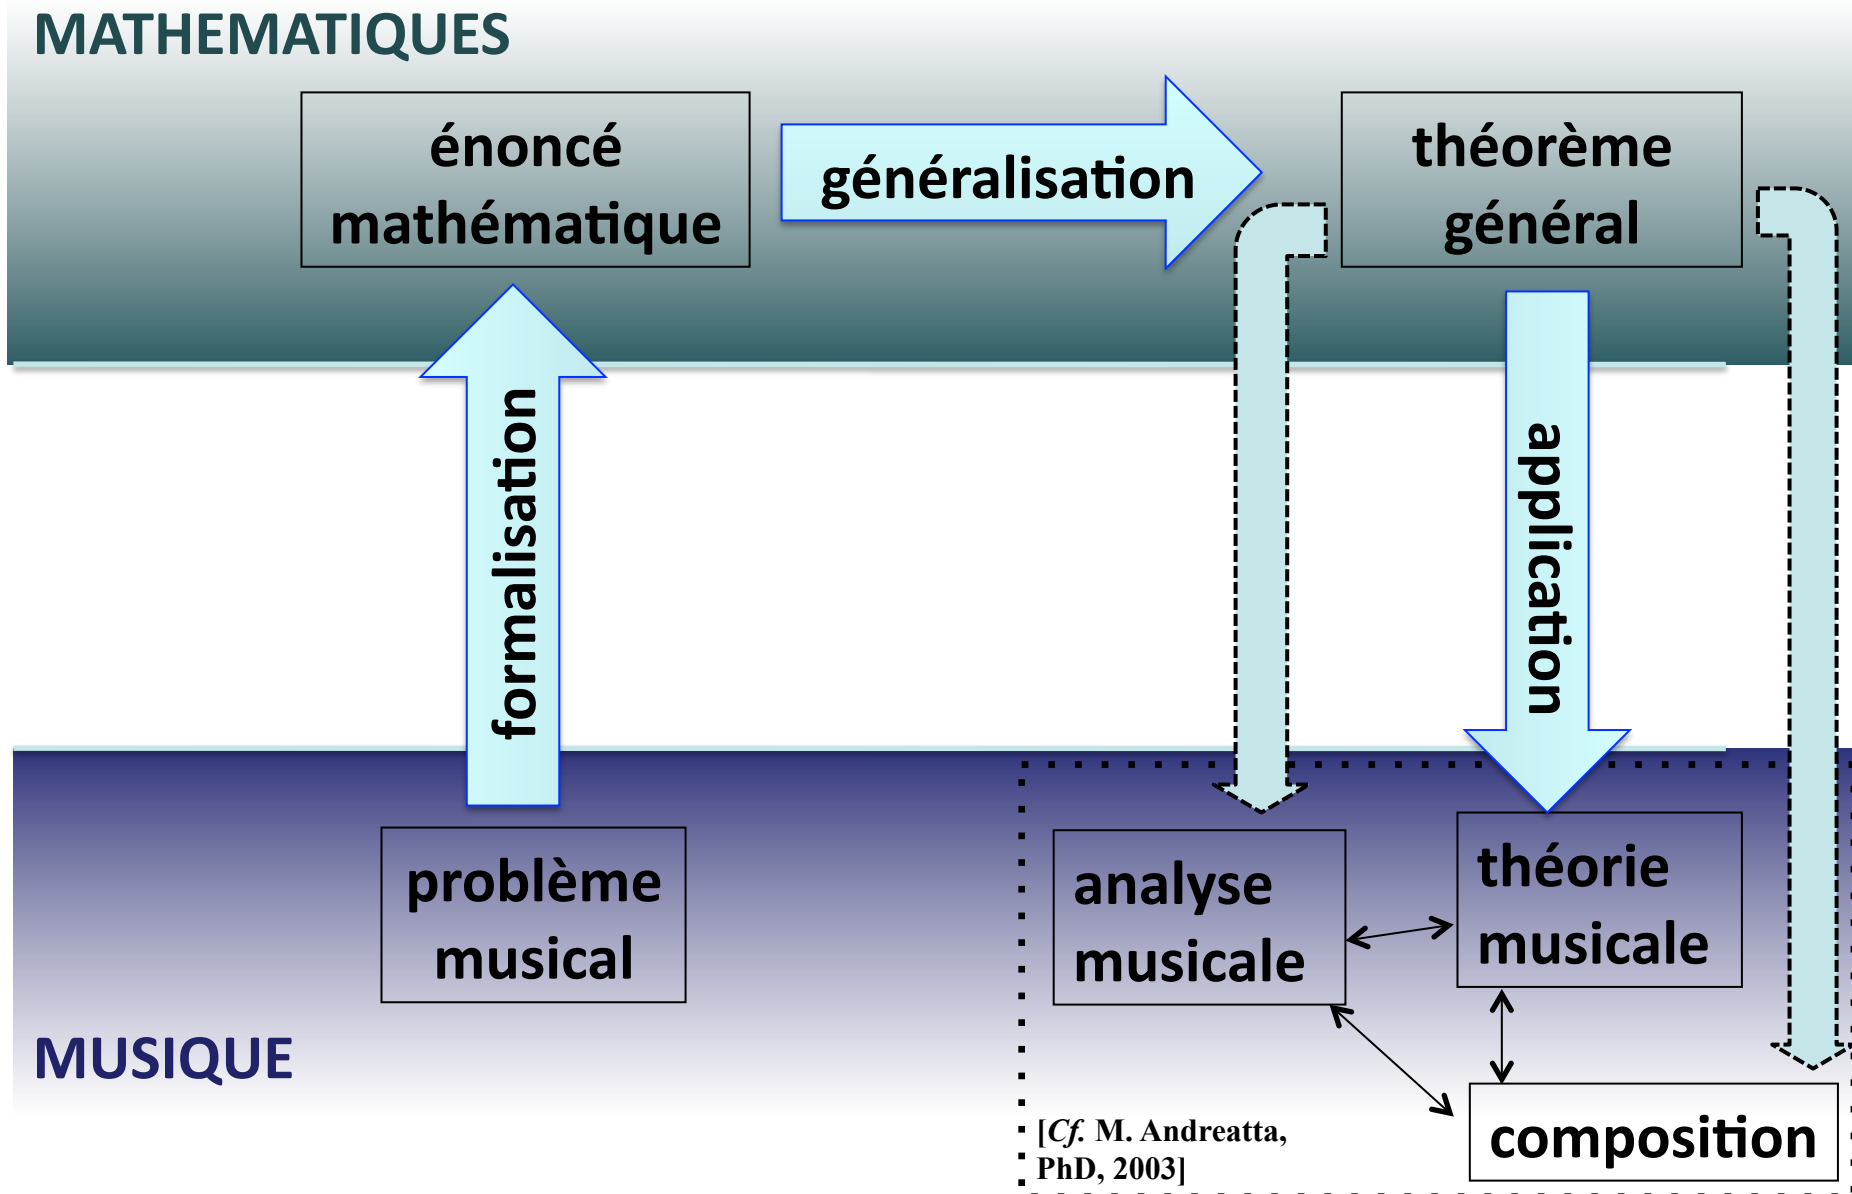 MATHEMATIQUES
énoncé
mathématique
généralisation
théorème
général
formalisation
application
problème
musical
analyse
musicale
théorie
musicale
MUSIQUE
composition
[Cf. M. Andreatta,
PhD, 2003]